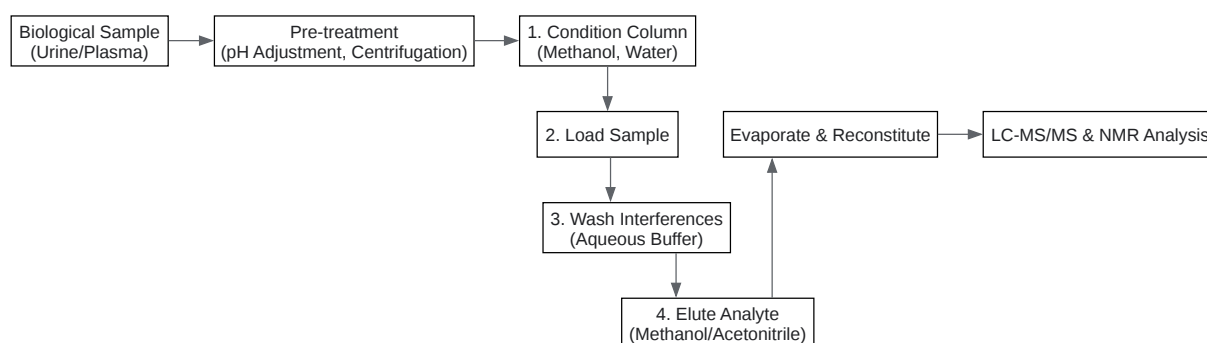 Biological Sample
(Urine/Plasma)
Pre-treatment
(pH Adjustment, Centrifugation)
1. Condition Column
(Methanol, Water)
2. Load Sample
3. Wash Interferences
(Aqueous Buffer)
4. Elute Analyte
(Methanol/Acetonitrile)
Evaporate & Reconstitute
LC-MS/MS & NMR Analysis